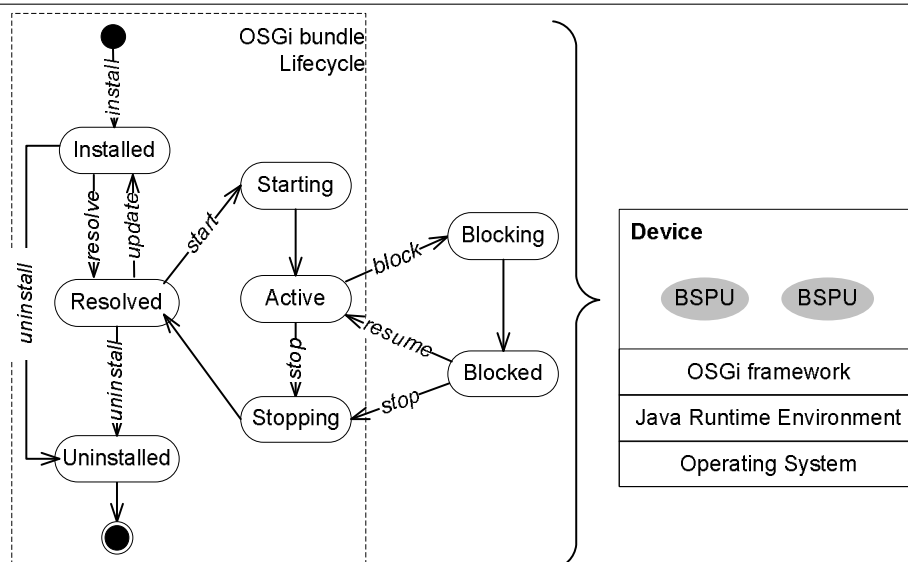 OSGi bundle
Lifecycle
install
Installed
resolve
update
start
Starting
uninstall
Resolved
Active
block
Blocking
resume
Blocked
uninstall
stop
stop
Stopping
Uninstalled
Device
BSPU
BSPU
OSGi framework
Java Runtime Environment
Operating System